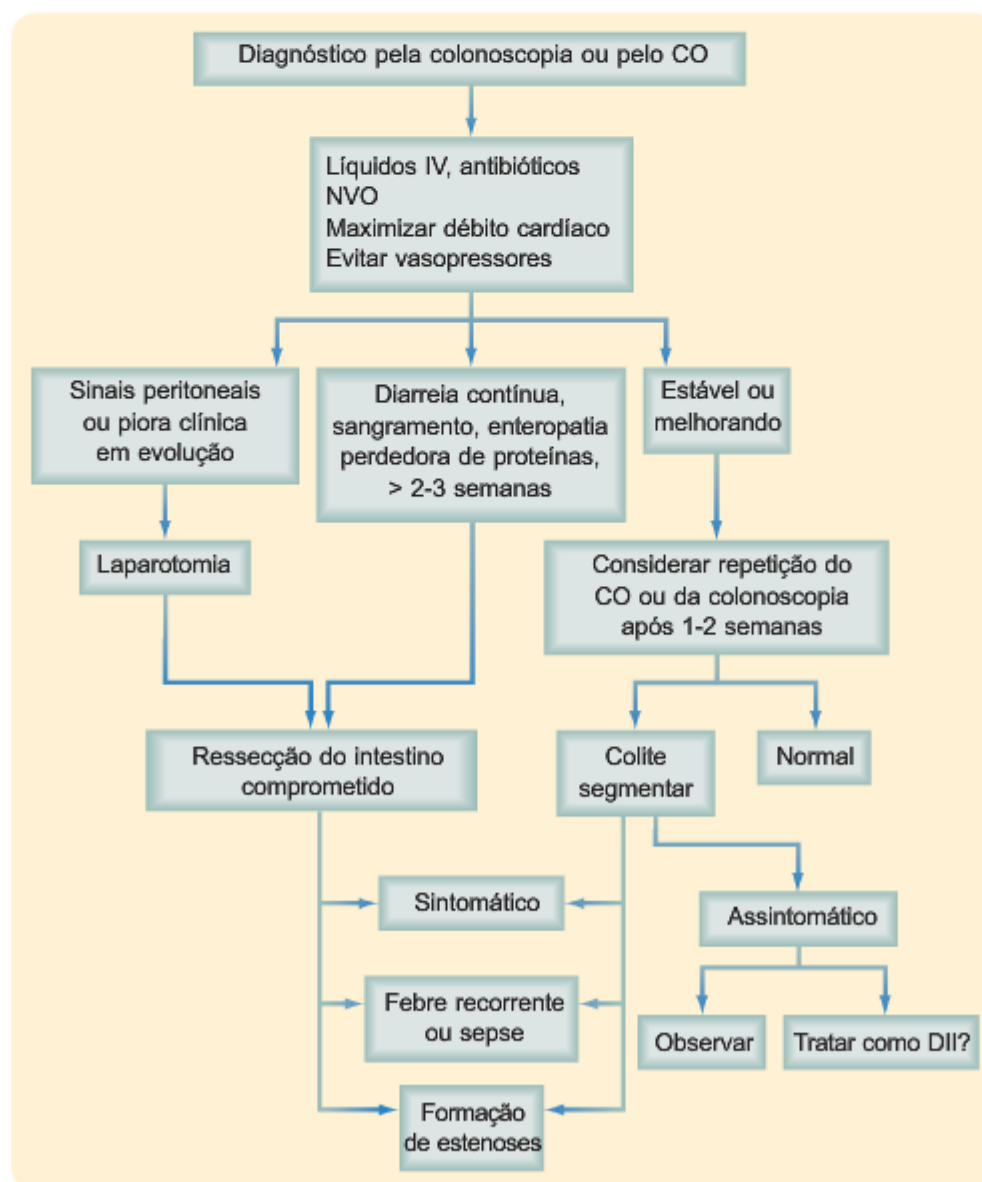 Diagnóstico pela colonoscopia ou pelo CO
Líquidos IV, antibióticos
NVO
Maximizar débito cardíaco
Evitar vasopressores
Sinais peritoneais
ou piora clínica
em evolução
Diarreia contínua,
sangramento, enteropatia
perdedora de proteínas,
> 2-3 semanas
Estável ou
melhorando
Laparotomia
Considerar repetição do
CO ou da colonoscopia
após 1-2 semanas
Ressecção do intestino
comprometido
Colite
segmentar
Normal
Sintomático
Assintomático
Febre recorrente
ou sepse
Observar
Tratar como DII?
Formação
de estenoses